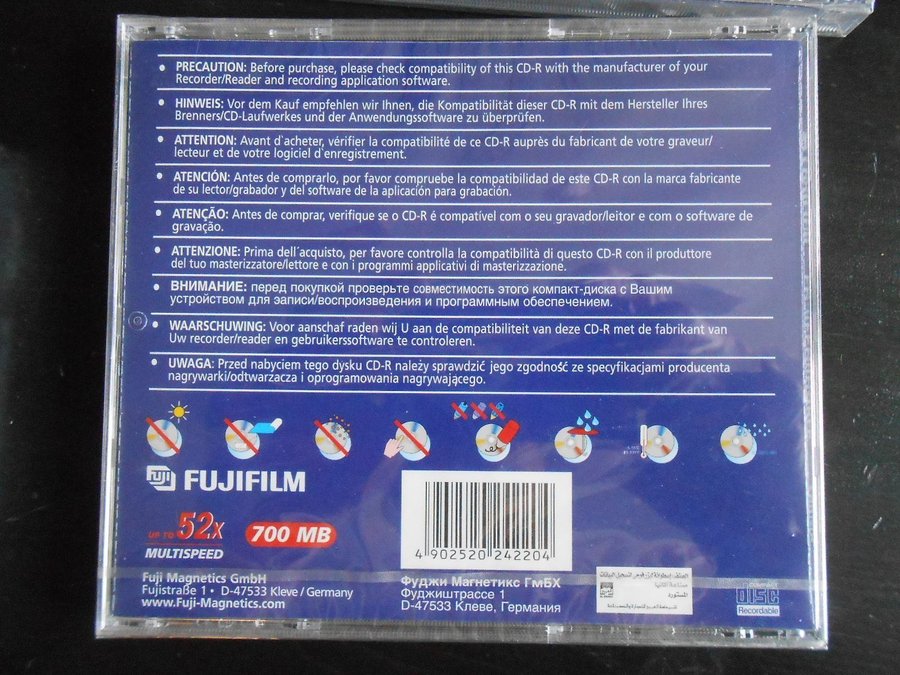 • PRECAUTION: Before purchase, please check compatibility of this CD-R with the manufacturer of your
Recorder/Reader and recording application software.
• HINWEIS: Vor dem Kauf empfehlen wir Ihnen, die Kompatibilität dieser CD-R mit dem Hersteller Ihres
Brenners/CD-Laufwerkes und der Anwendungssoftware zu überprüfen.
• ATTENTION: Avant d`acheter, vérifier la compatibilité de ce CD-R auprès du fabricant de votre graveur/
lecteur et de votre logiciel d`enregistrement.
• ATENCIÓN: Antes de comprarlo, por favor compruebe la compatibilidad de este CD-R con la marca fabricante
de su lector/grabador y del software de la aplicación para grabación.
• ATENÇÃO: Antes de comprar, verifique se o CD-R é compatível com o seu gravador/leitor e com o software de
gravação.
• ATTENZIONE: Prima dell´acquisto, per favore controlla la compatibilità di questo CD-R con il produttore
del tuo masterizzatore/lettore e con i programmi applicativi di masterizzazione.
• ВНИМАНИЕ: перед покупкой проверьте совместимость этого компакт-диска с Вашим
устройством для записи/воспроизведения и программным обеспечением.
• WAARSCHUWING: Voor aanschaf raden wij U aan de compatibiliteit van deze CD-R met de fabrikant van
Uw recorder/reader en gebruikerssoftware te controleren.
• UWAGA: Przed nabyciem tego dysku CD-R należy sprawdzić jego zgodność ze specyfikacjami producenta
nagrywarki/odtwarzacza i oprogramowania nagrywającego.
FUJI FUJIFILM
UP TO 52X
MULTISPEED
700 MB
4 902520 242204
Fuji Magnetics GmbH
Fujistraße 1 • D-47533 Kleve / Germany
www.Fuji-Magnetics.com
Фуджи Магнетикс ГмБХ
Фуджиштрассе 1
D-47533 Клеве, Германия
المستورد
COMPACT
disc
Recordable